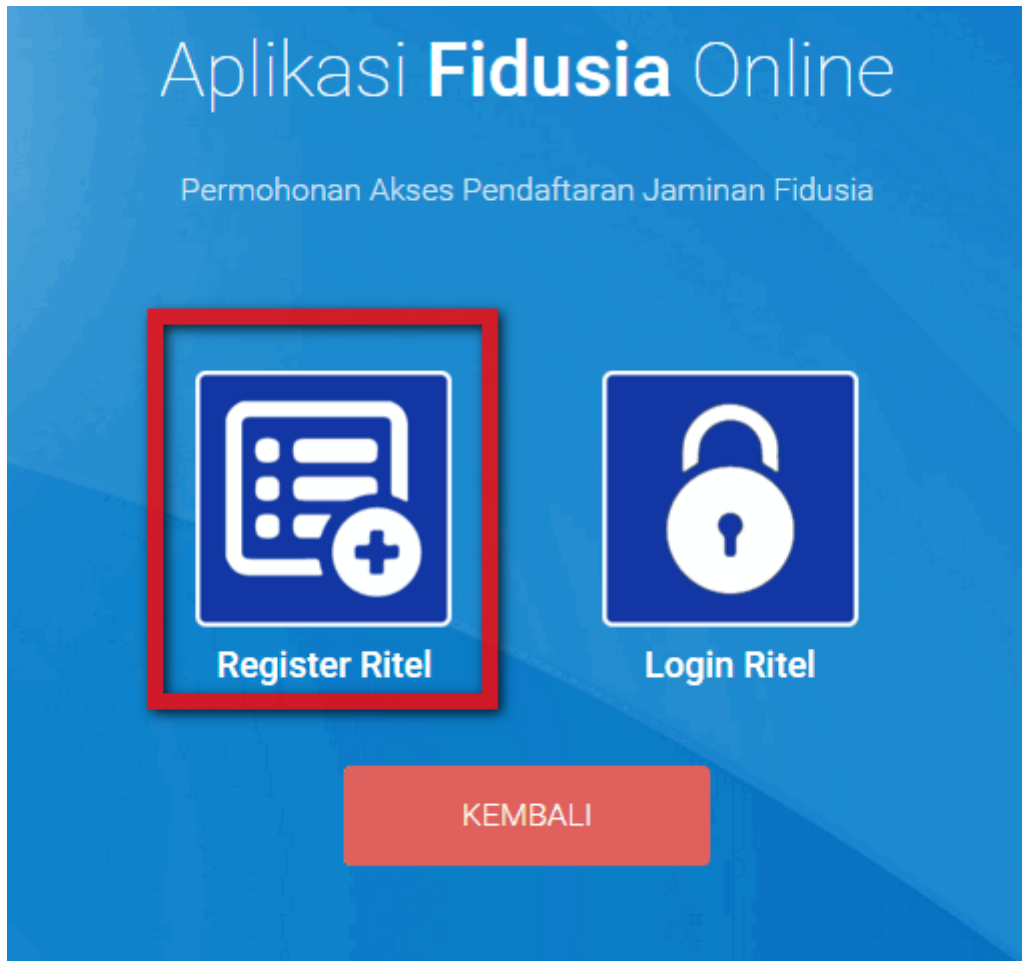 Aplikasi Fidusia Online
Permohonan Akses Pendaftaran Jaminan Fidusia
Register Ritel
Login Ritel
KEMBALI